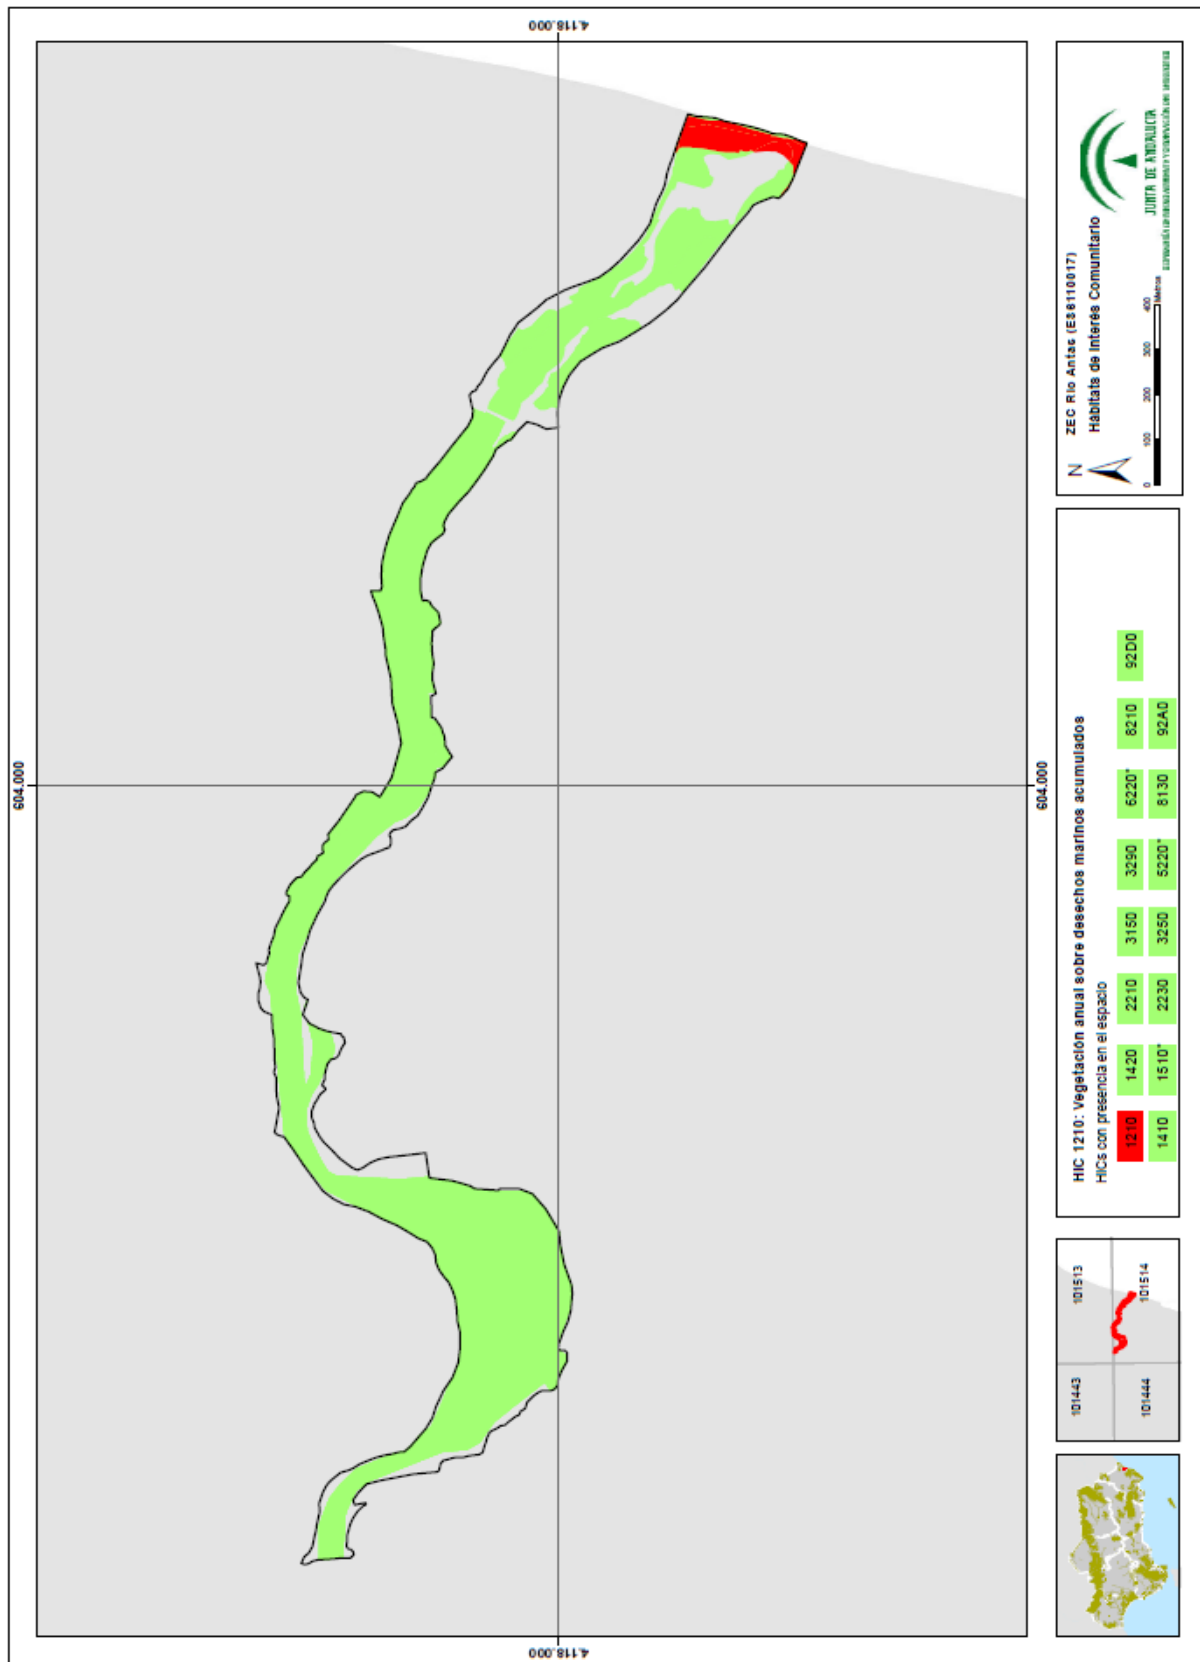 4.118.000
604.000
604.000
4.118.000
101443
101513
101444
101514
HIC 1210: Vegetación anual sobre desechos marinos acumulados
HICs con presencia en el espacio
1210 1420 2210 3150 3290 6220* 8210 92D0
1410 1510* 2230 3250 5220* 8130 92A0
N
ZEC Río Antas (ES6110017)
Hábitats de Interés Comunitario
0 100 200 300 400
Metros
JUNTA DE ANDALUCIA